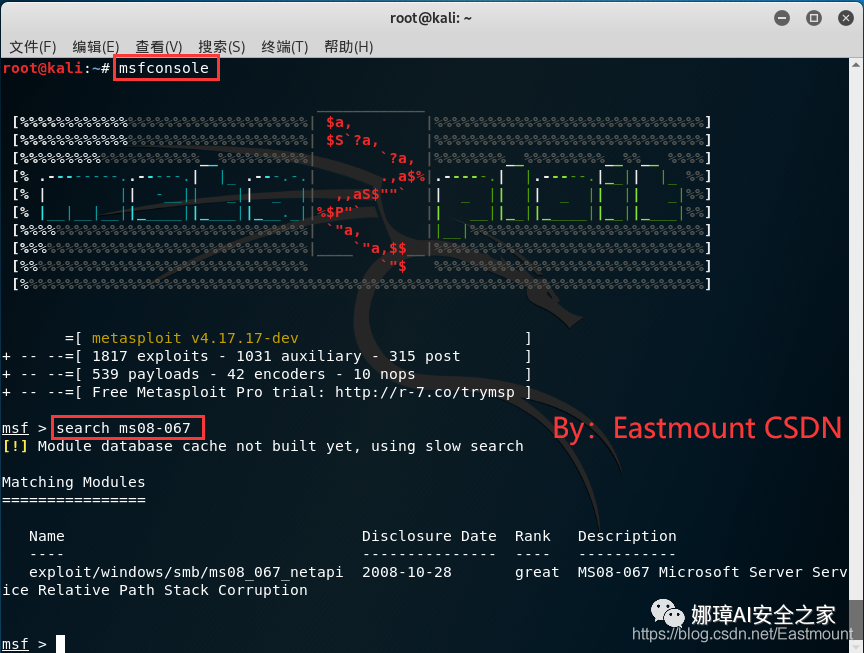 root@kali: ~
文件(F) 编辑(E) 查看(V) 搜索(S) 终端(T) 帮助(H)
root@kali:~# msfconsole
=[ metasploit v4.17.17-dev ]
+ -- --=[ 1817 exploits - 1031 auxiliary - 315 post ]
+ -- --=[ 539 payloads - 42 encoders - 10 nops ]
+ -- --=[ Free Metasploit Pro trial: http://r-7.co/trymsp ]
msf > search ms08-067
[!] Module database cache not built yet, using slow search
By：Eastmount CSDN
Matching Modules
================
Name Disclosure Date Rank Description
---- --------------- ---- -----------
exploit/windows/smb/ms08_067_netapi 2008-10-28 great MS08-067 Microsoft Server Serv
ice Relative Path Stack Corruption
msf >
娜璋AI安全之家
https://blog.csdn.net/Eastmount